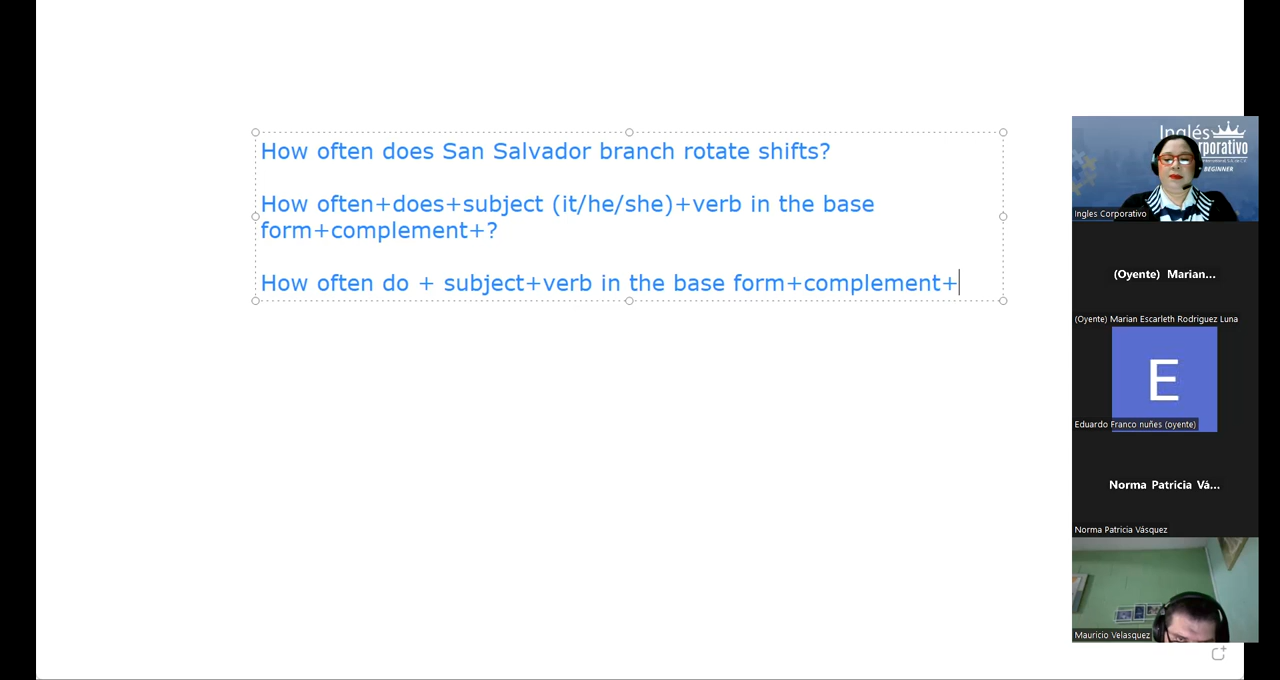 How often does San Salvador branch rotate shifts?
How often+does+subject (it/he/she)+verb in the base
form+complement+?
How often do + subject+verb in the base form+complement+
Inglés
rporativo
BEGINNER
Ingles Corporativo
(Oyente) Marian...
(Oyente) Marian Escarleth Rodriguez Luna
E
Eduardo Franco nuñes (oyente)
Norma Patricia Vá...
Norma Patricia Vásquez
Mauricio Velasquez